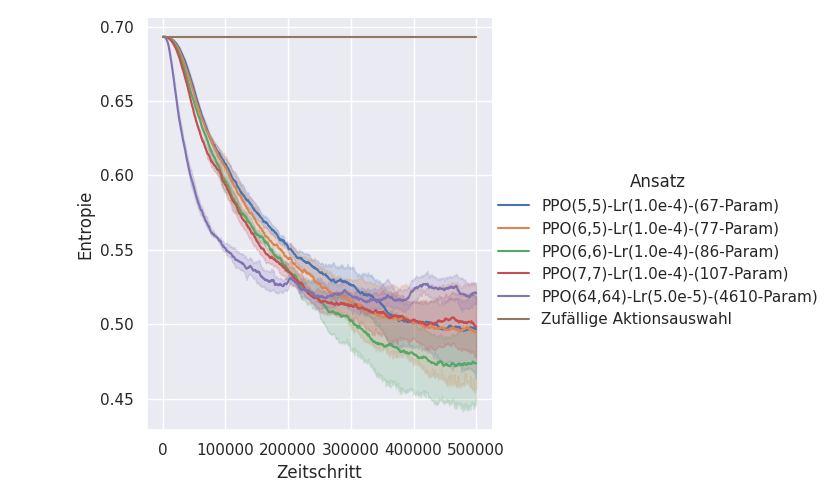 0.70
0.65
0.60
0.55
0.50
0.45
Entropie
0 100000 200000 300000 400000 500000
Zeitschritt
Ansatz
PPO(5,5)-Lr(1.0e-4)-(67-Param)
PPO(6,5)-Lr(1.0e-4)-(77-Param)
PPO(6,6)-Lr(1.0e-4)-(86-Param)
PPO(7,7)-Lr(1.0e-4)-(107-Param)
PPO(64,64)-Lr(5.0e-5)-(4610-Param)
Zufällige Aktionsauswahl